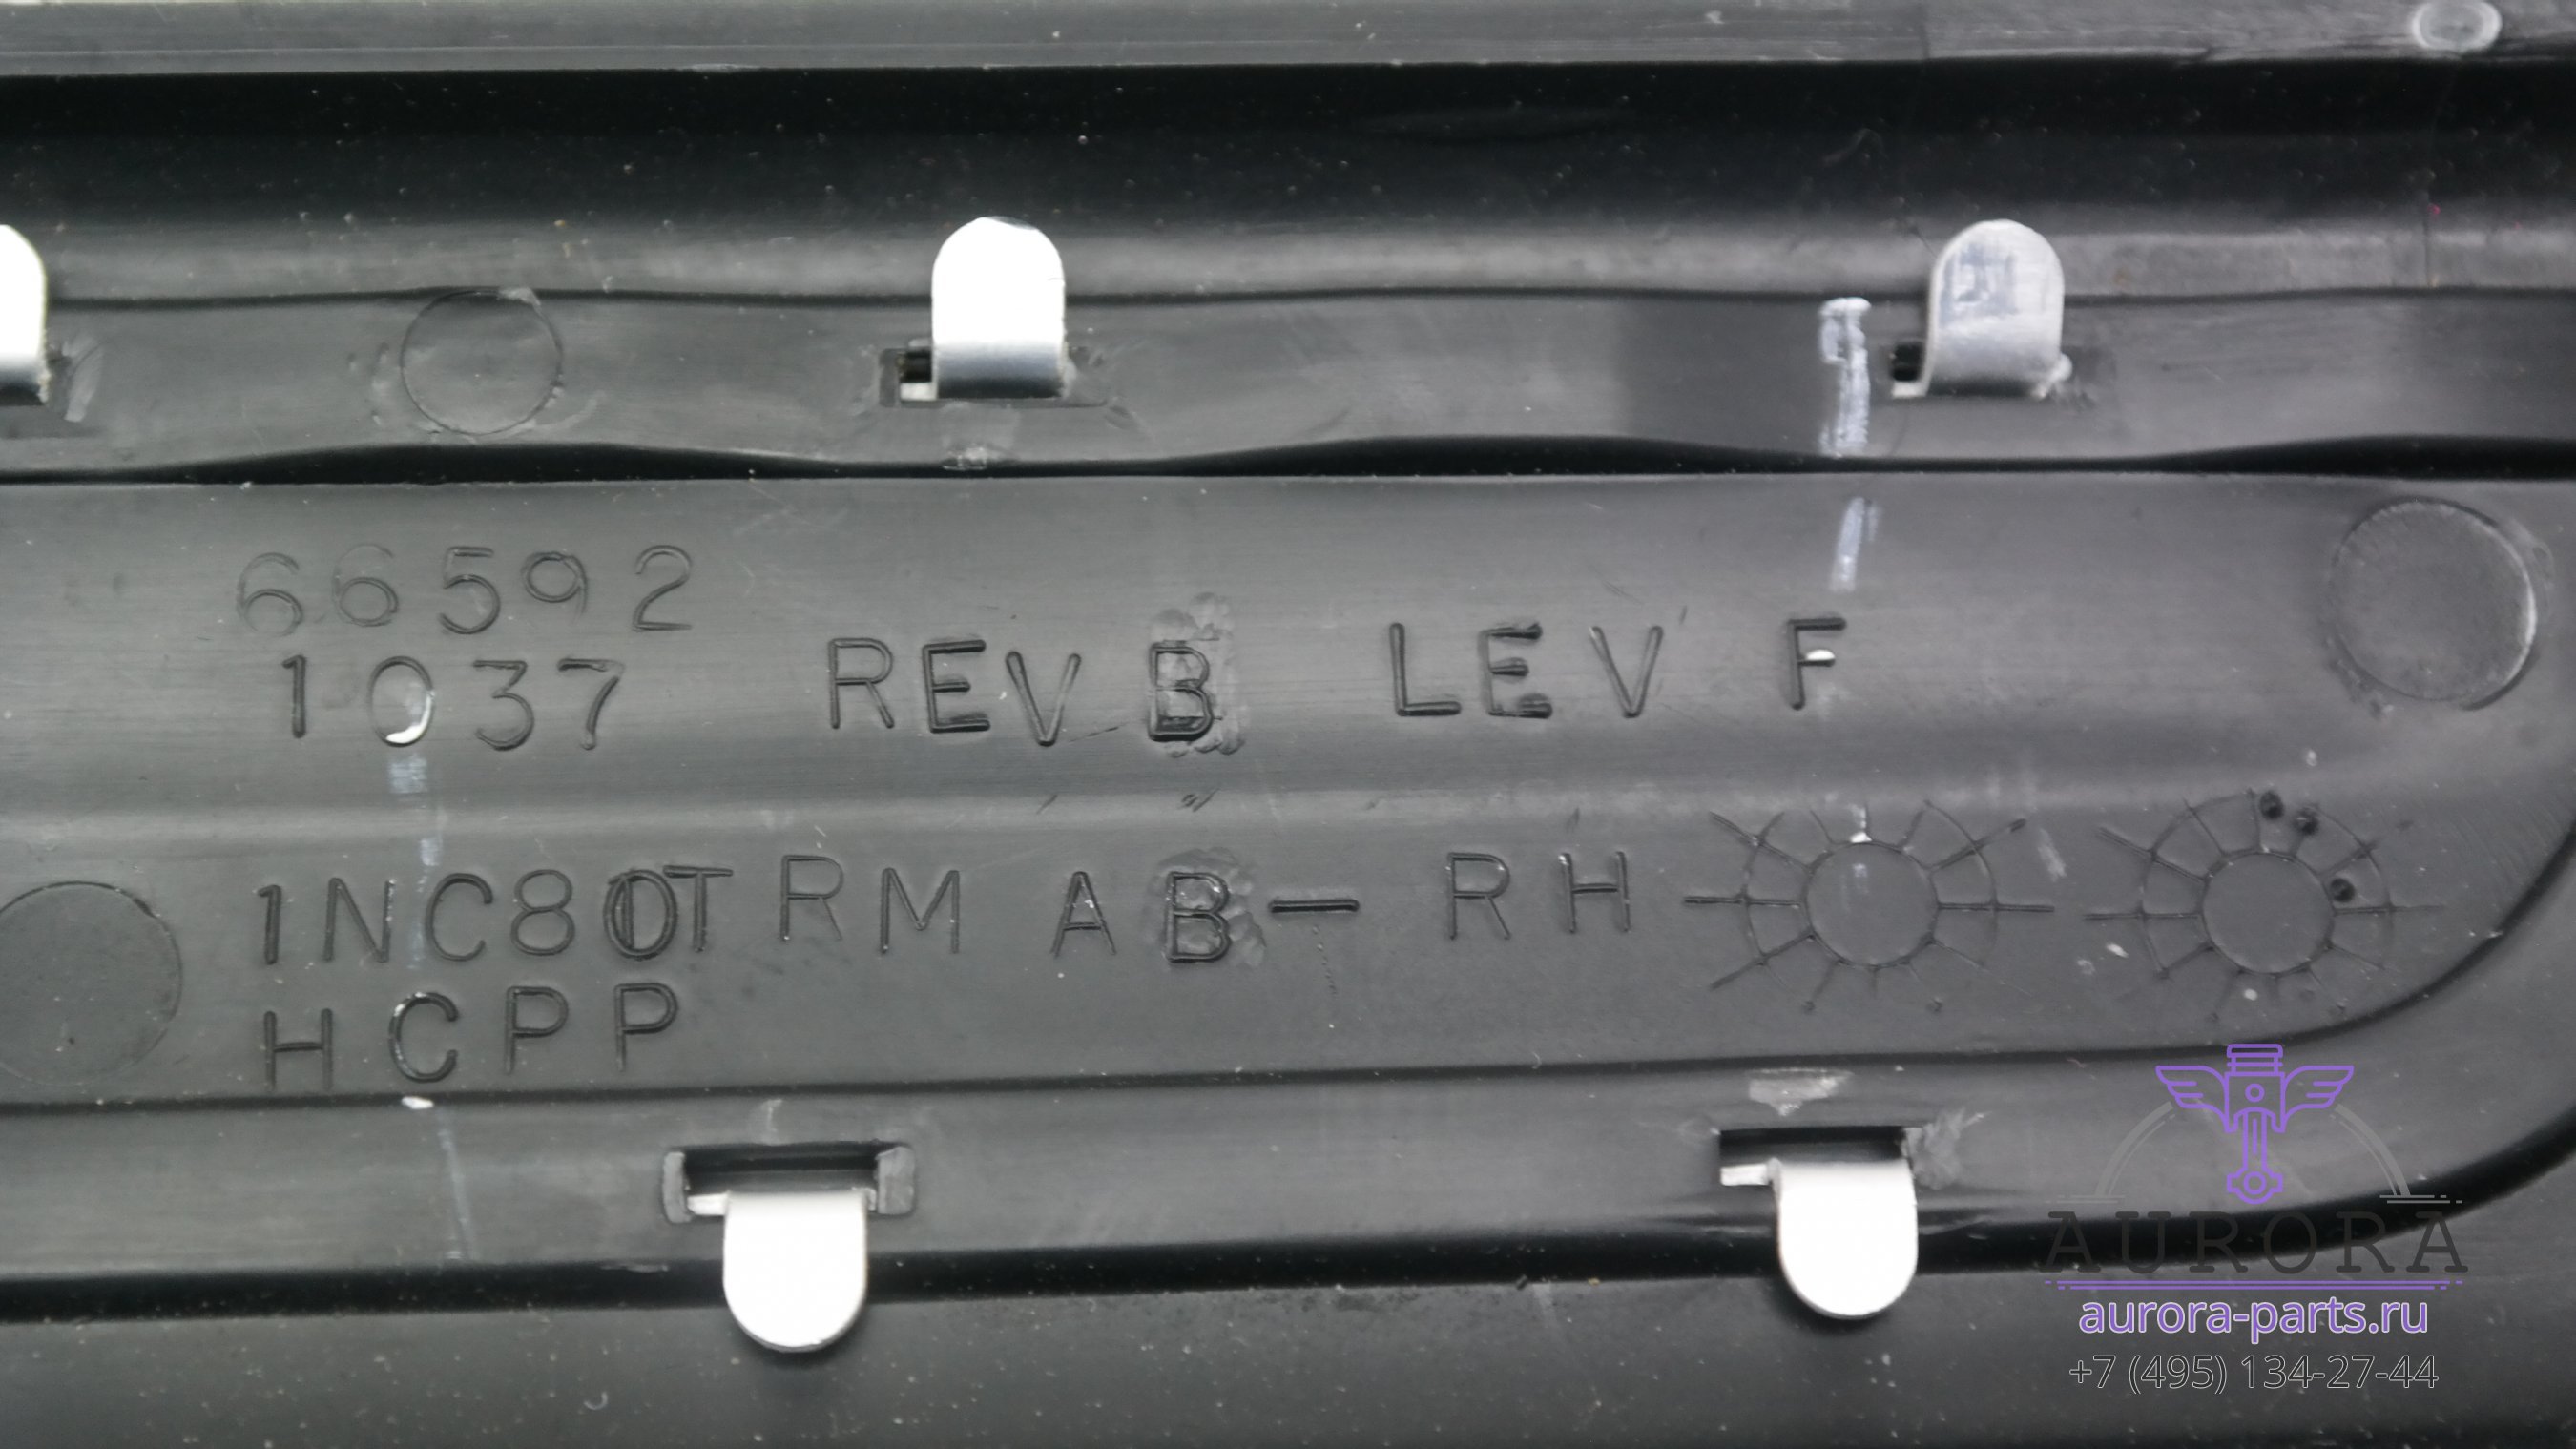 66592
1037 REV B LEV F
1NC80TRM AB-RH
HCPP
AURORA
aurora-parts.ru
+7 (495) 134-27-44